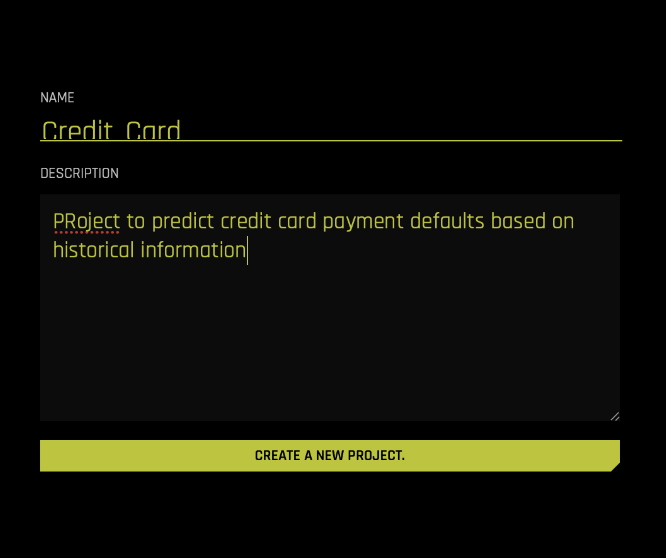 NAME
Credit_Card
DESCRIPTION
PRoject to predict credit card payment defaults based on
historical information
CREATE A NEW PROJECT.